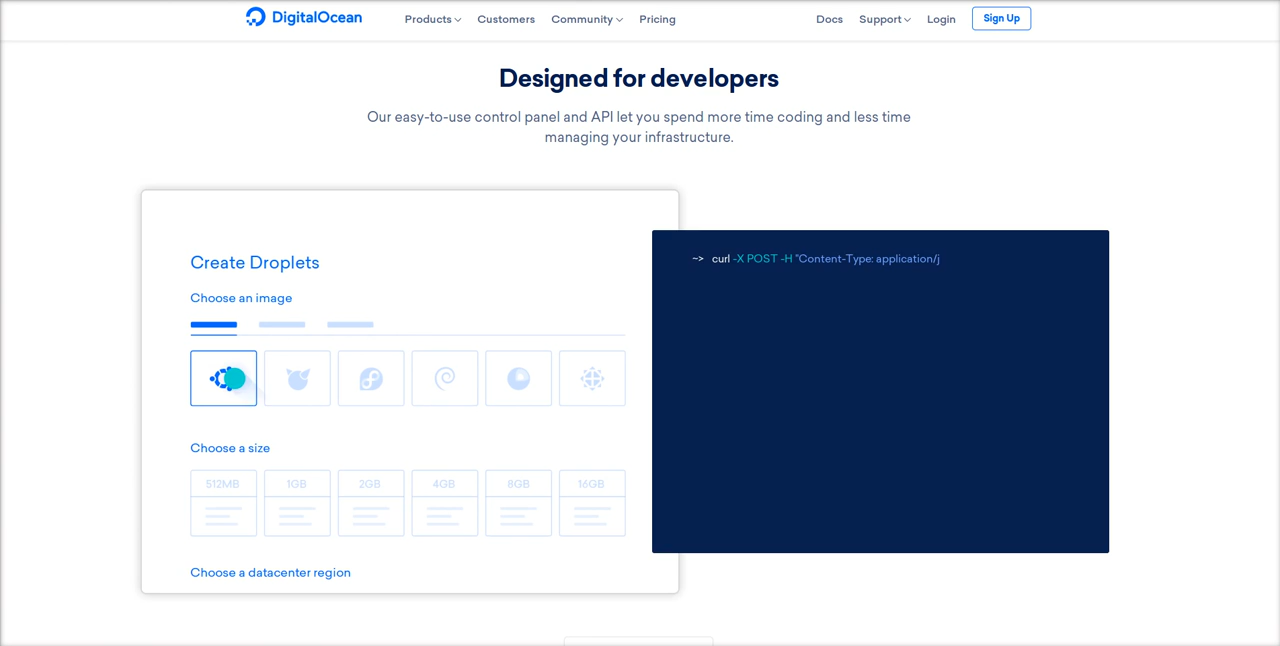 DigitalOcean Products Customers Community Pricing Docs Support Login Sign Up
Designed for developers
Our easy-to-use control panel and API let you spend more time coding and less time
managing your infrastructure.
Create Droplets
Choose an image
Choose a size
512MB 1GB 2GB 4GB 8GB 16GB
Choose a datacenter region
~> curl -X POST -H "Content-Type: application/j